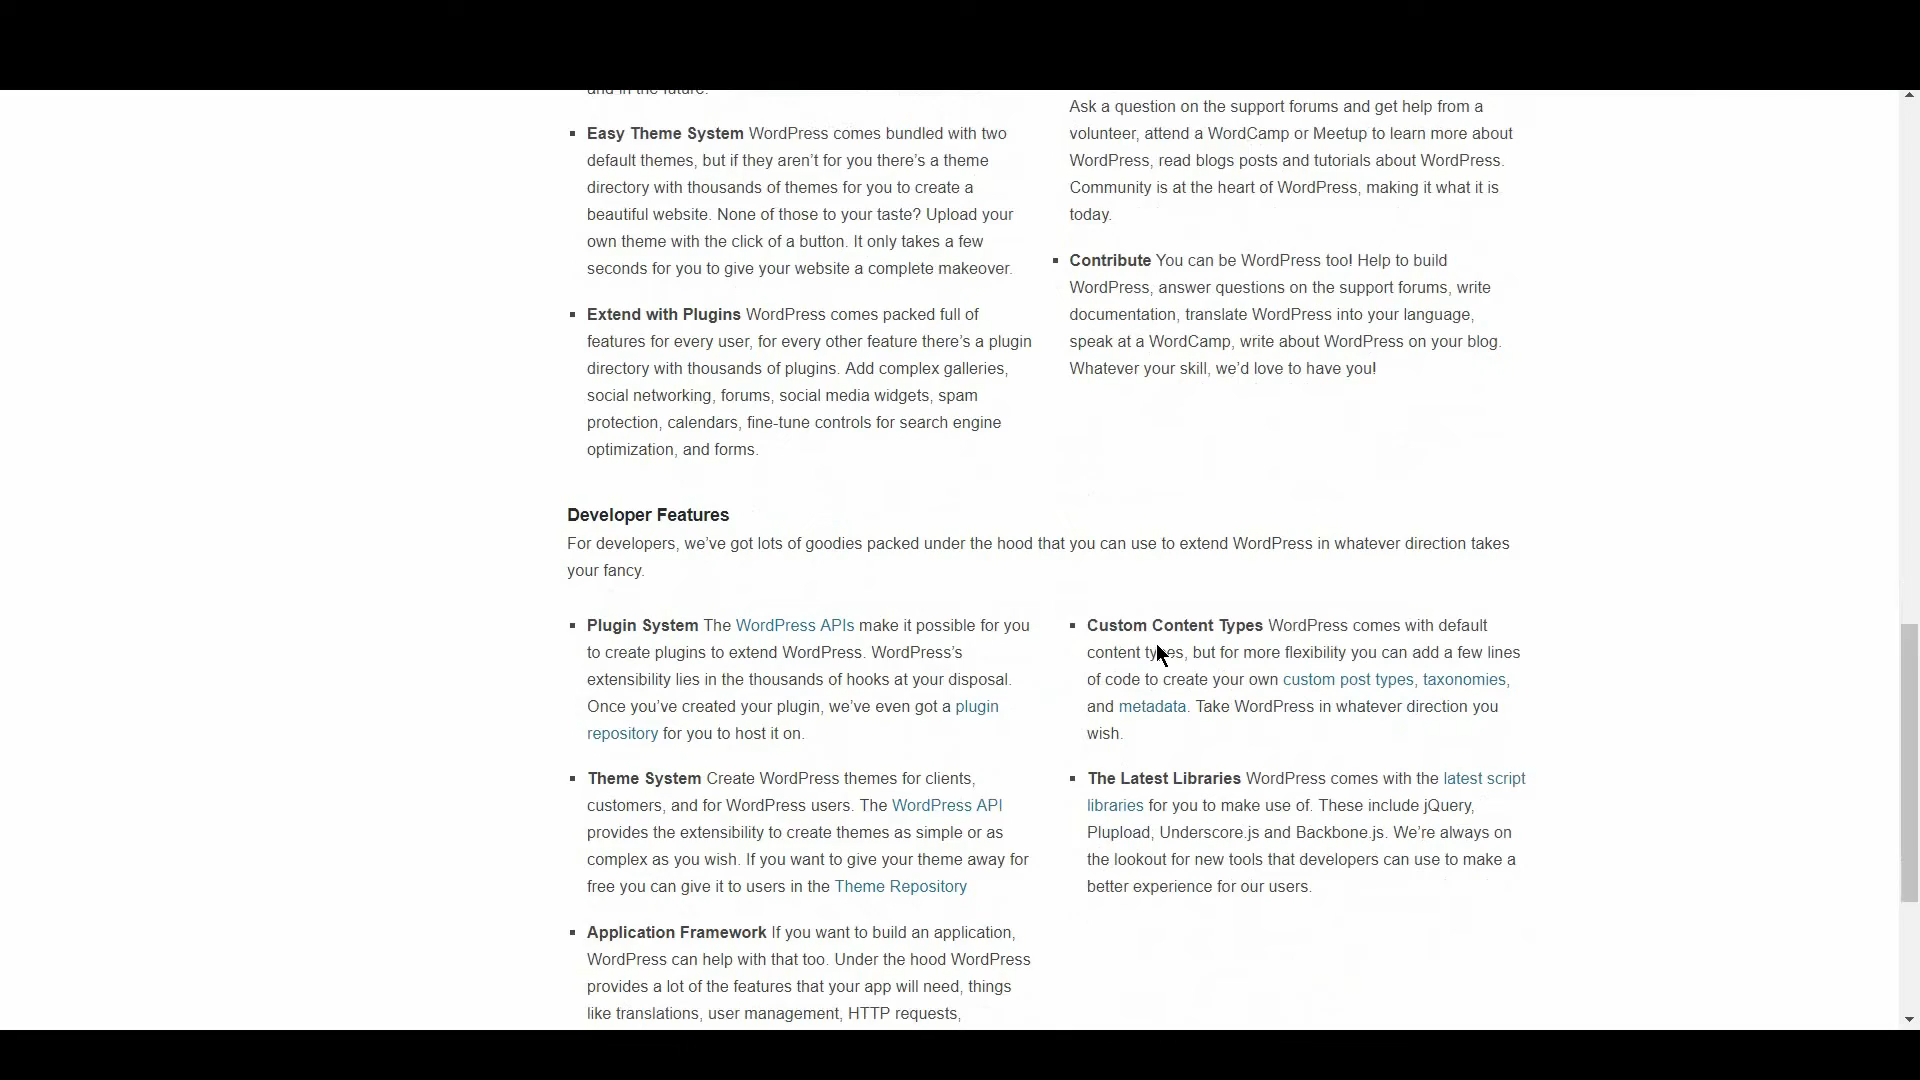 and in the future.
▪ Easy Theme System WordPress comes bundled with two
default themes, but if they aren’t for you there’s a theme
directory with thousands of themes for you to create a
beautiful website. None of those to your taste? Upload your
own theme with the click of a button. It only takes a few
seconds for you to give your website a complete makeover.
▪ Extend with Plugins WordPress comes packed full of
features for every user, for every other feature there’s a plugin
directory with thousands of plugins. Add complex galleries,
social networking, forums, social media widgets, spam
protection, calendars, fine-tune controls for search engine
optimization, and forms.
Ask a question on the support forums and get help from a
volunteer, attend a WordCamp or Meetup to learn more about
WordPress, read blogs posts and tutorials about WordPress.
Community is at the heart of WordPress, making it what it is
today.
▪ Contribute You can be WordPress too! Help to build
WordPress, answer questions on the support forums, write
documentation, translate WordPress into your language,
speak at a WordCamp, write about WordPress on your blog.
Whatever your skill, we’d love to have you!
Developer Features
For developers, we’ve got lots of goodies packed under the hood that you can use to extend WordPress in whatever direction takes
your fancy.
▪ Plugin System The WordPress APIs make it possible for you
to create plugins to extend WordPress. WordPress’s
extensibility lies in the thousands of hooks at your disposal.
Once you’ve created your plugin, we’ve even got a plugin
repository for you to host it on.
▪ Theme System Create WordPress themes for clients,
customers, and for WordPress users. The WordPress API
provides the extensibility to create themes as simple or as
complex as you wish. If you want to give your theme away for
free you can give it to users in the Theme Repository
▪ Application Framework If you want to build an application,
WordPress can help with that too. Under the hood WordPress
provides a lot of the features that your app will need, things
like translations, user management, HTTP requests,
▪ Custom Content Types WordPress comes with default
content types, but for more flexibility you can add a few lines
of code to create your own custom post types, taxonomies,
and metadata. Take WordPress in whatever direction you
wish.
▪ The Latest Libraries WordPress comes with the latest script
libraries for you to make use of. These include jQuery,
Plupload, Underscore.js and Backbone.js. We’re always on
the lookout for new tools that developers can use to make a
better experience for our users.